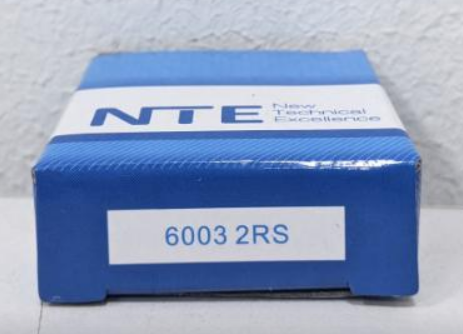 NTE
New
Technical
Excellence
6003 2RS